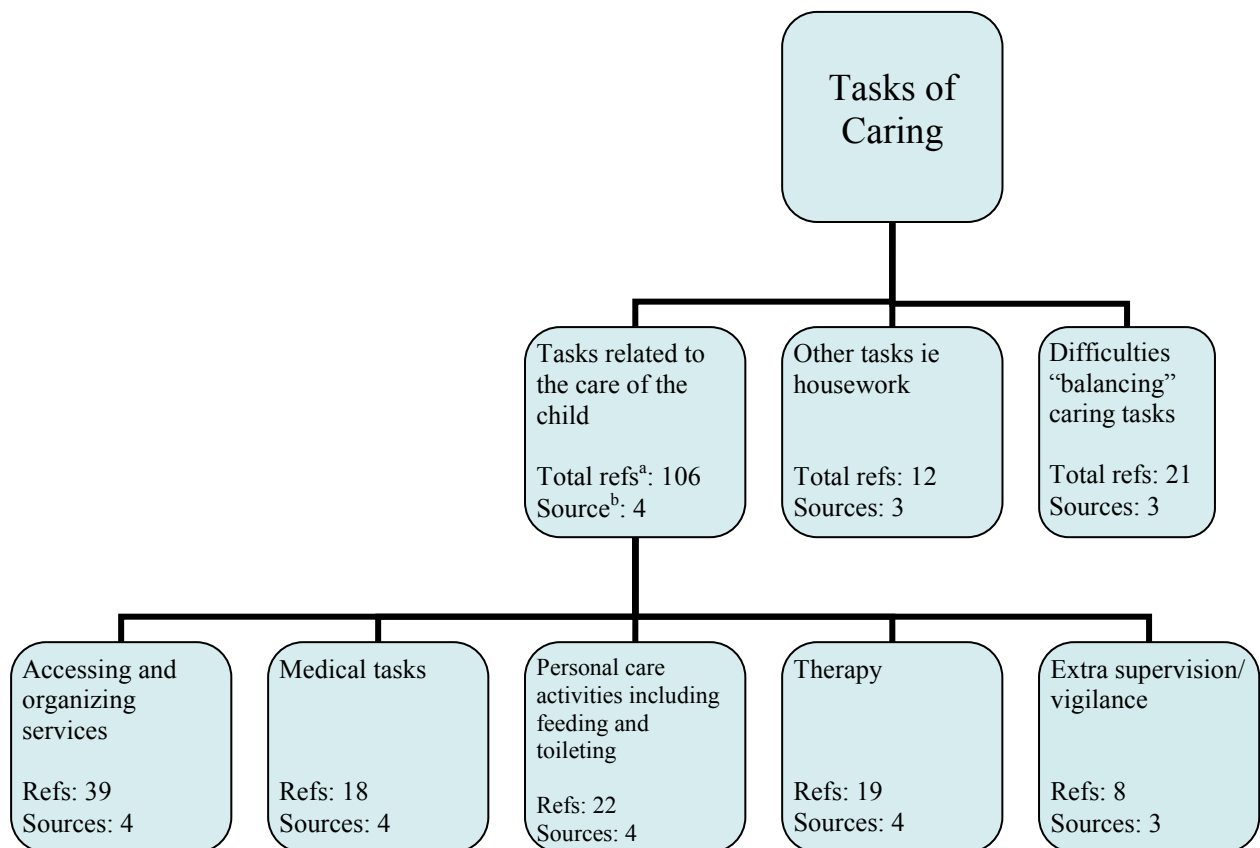 Tasks of
Caring
Tasks related to
the care of the
child
Total refsᵃ: 106
Sourceᵇ: 4
Other tasks ie
housework
Total refs: 12
Sources: 3
Difficulties
“balancing”
caring tasks
Total refs: 21
Sources: 3
Accessing and
organizing
services
Refs: 39
Sources: 4
Medical tasks
Refs: 18
Sources: 4
Personal care
activities including
feeding and
toileting
Refs: 22
Sources: 4
Therapy
Refs: 19
Sources: 4
Extra supervision/
vigilance
Refs: 8
Sources: 3